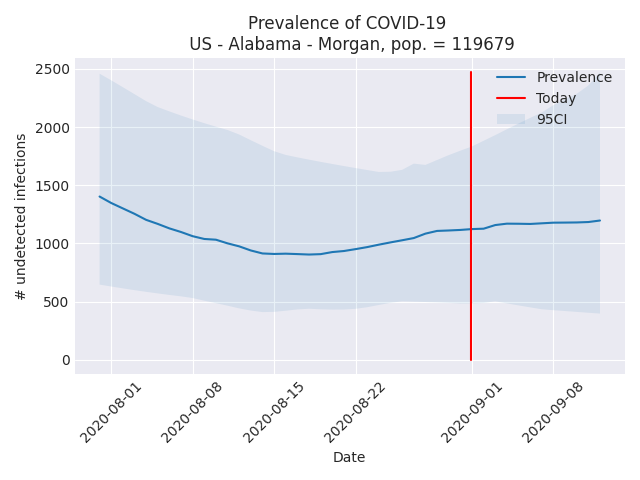 Prevalence of COVID-19
US - Alabama - Morgan, pop. = 119679
# undetected infections
2500
2000
1500
1000
500
0
Prevalence
Today
95CI
2020-08-01
2020-08-08
2020-08-15
2020-08-22
2020-09-01
2020-09-08
Date